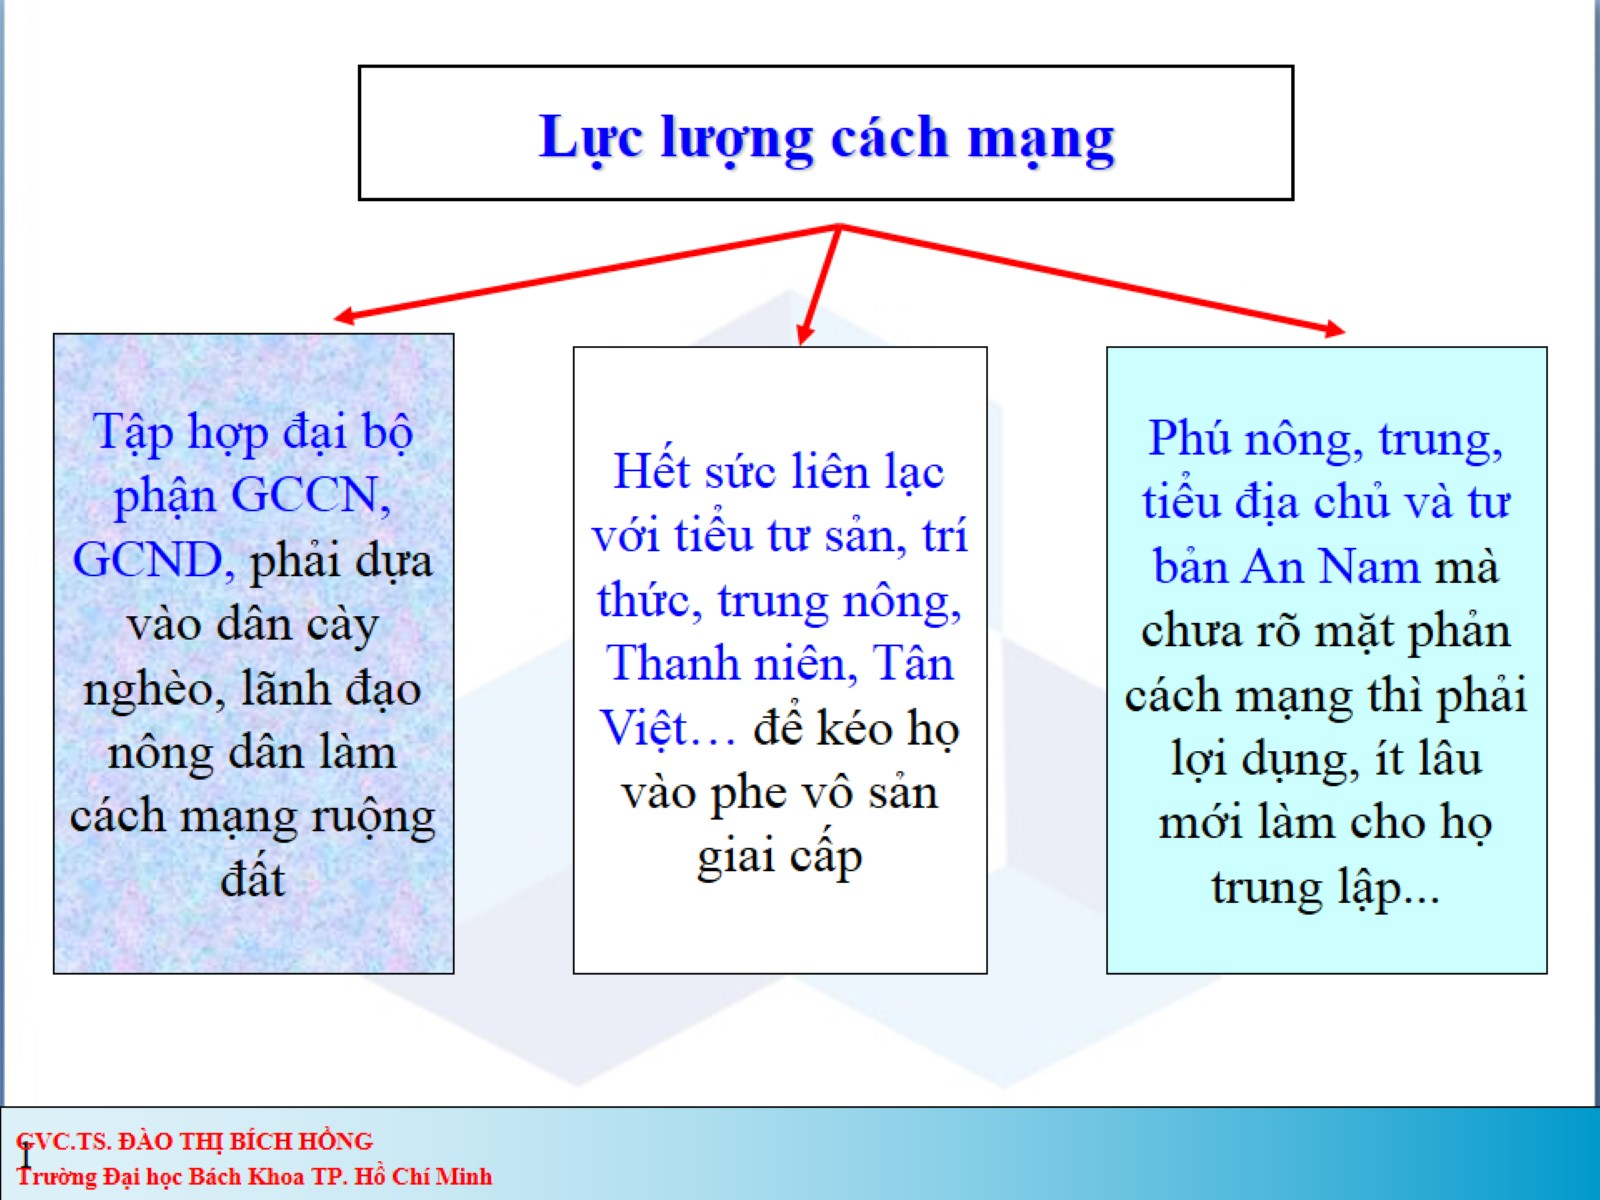 Lực lượng cách mạng
Tập hợp đại bộ
phận GCCN,
GCND, phải dựa
vào dân cày
nghèo, lãnh đạo
nông dân làm
cách mạng ruộng
đất
Hết sức liên lạc
với tiểu tư sản, trí
thức, trung nông,
Thanh niên, Tân
Việt… để kéo họ
vào phe vô sản
giai cấp
Phú nông, trung,
tiểu địa chủ và tư
bản An Nam mà
chưa rõ mặt phản
cách mạng thì phải
lợi dụng, ít lâu
mới làm cho họ
trung lập...
GVC.TS. ĐÀO THỊ BÍCH HỒNG
1
Trường Đại học Bách Khoa TP. Hồ Chí Minh